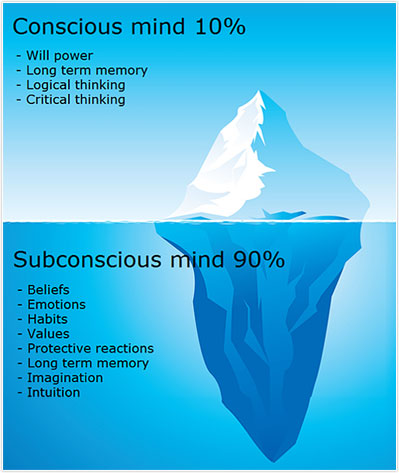 Conscious mind 10%
- Will power
- Long term memory
- Logical thinking
- Critical thinking
Subconscious mind 90%
- Beliefs
- Emotions
- Habits
- Values
- Protective reactions
- Long term memory
- Imagination
- Intuition